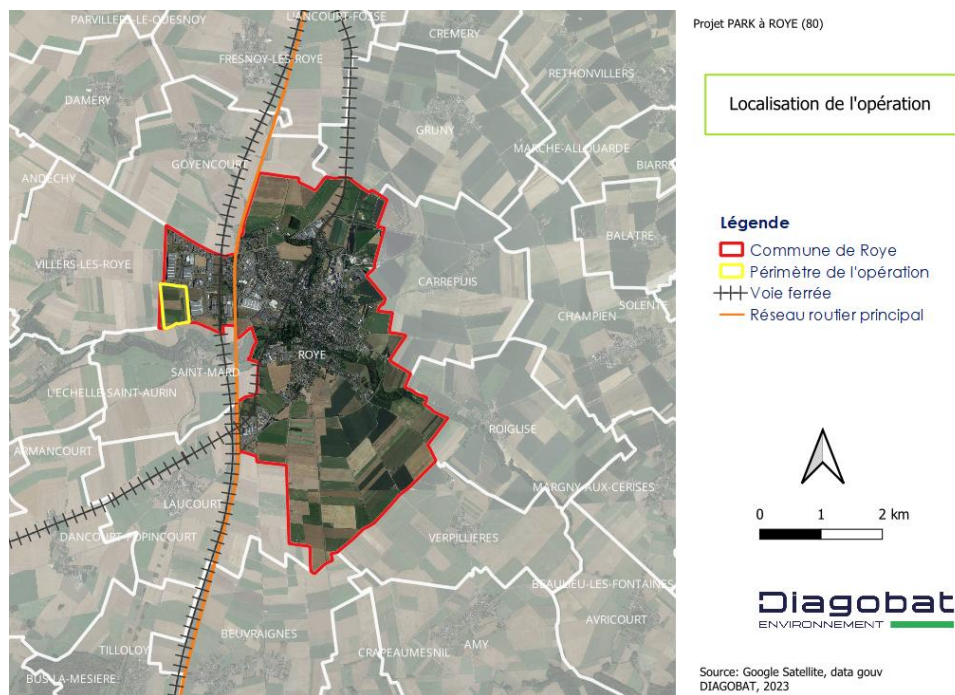 PARVILLERS-LE-QUESNOY
LIANCOURT-FOSSE
CREMERY
FRESNOY-LES-ROYE
RETHONVILLERS
DAMERY
GRUNY
MARCHE-ALLOUARDE
GOYENCOURT
BIARRE
ANDECHY
BALATRE
VILLERS-LES-ROYE
CARREPUIS
SOLENTE
CHAMPIEN
ROYE
SAINT-MARD
L'ECHELLE-SAINT-AURIN
ROIGLISE
ARMANCOURT
MARGNY-AUX-CERISES
LAUCOURT
DANCOURT-POPINCOURT
VERPILLIERES
BEAULIEU-LES-FONTAINES
AVRICOURT
BEUVRAIGNES
AMY
TILLOLOY
CRAPEAUMESNIL
BUS-LA-MESIERE
Projet PARK à ROYE (80)
Localisation de l'opération
Légende
Commune de Roye
Périmètre de l'opération
Voie ferrée
Réseau routier principal
0 1 2 km
Diagobat
ENVIRONNEMENT
Source: Google Satellite, data gouv
DIAGOBAT, 2023